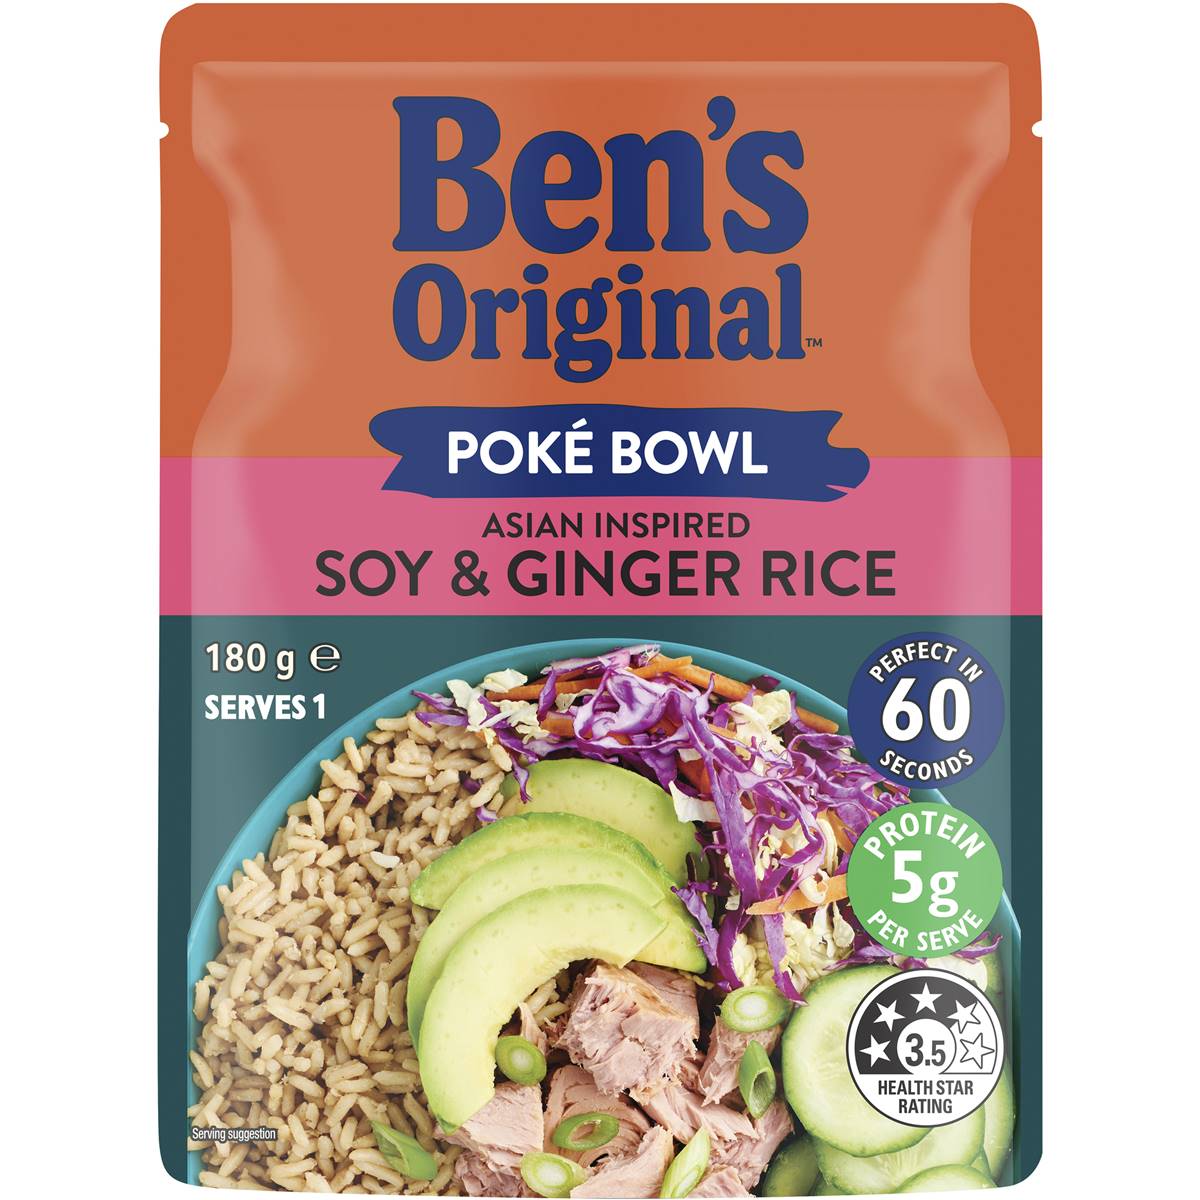 Ben's
Original™
POKÉ BOWL
ASIAN INSPIRED
SOY & GINGER RICE
180 g ℮
SERVES 1
PERFECT IN
60
SECONDS
PROTEIN
5g
PER SERVE
3.5
HEALTH STAR
RATING
Serving suggestion